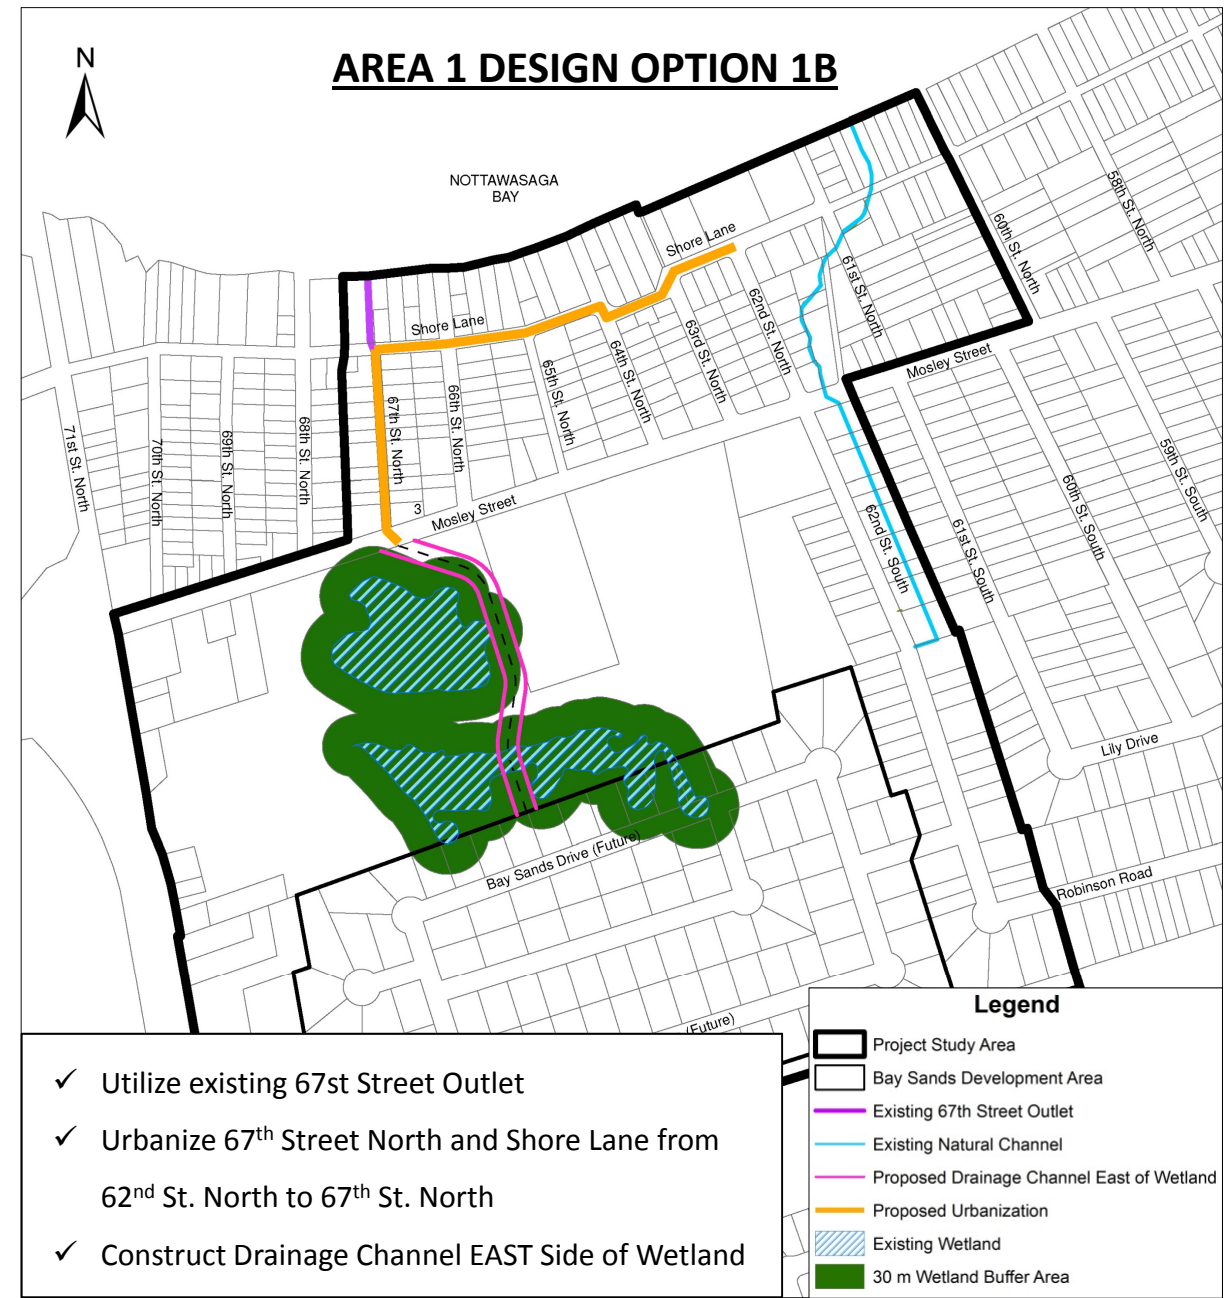 AREA 1 DESIGN OPTION 1B
N
NOTTAWASAGA
BAY
Shore Lane
Shore Lane
58th St. North
60th St. North
61st St. North
62nd St. North
63rd St. North
64th St. North
65th St. North
66th St. North
67th St. North
68th St. North
69th St. North
70th St. North
71st St. North
Mosley Street
Mosley Street
3
59th St. South
60th St. South
61st St. South
62nd St. South
Lily Drive
Robinson Road
Bay Sands Drive (Future)
(Future)
✓ Utilize existing 67st Street Outlet
✓ Urbanize 67th Street North and Shore Lane from
62nd St. North to 67th St. North
✓ Construct Drainage Channel EAST Side of Wetland
Legend
Project Study Area
Bay Sands Development Area
Existing 67th Street Outlet
Existing Natural Channel
Proposed Drainage Channel East of Wetland
Proposed Urbanization
Existing Wetland
30 m Wetland Buffer Area